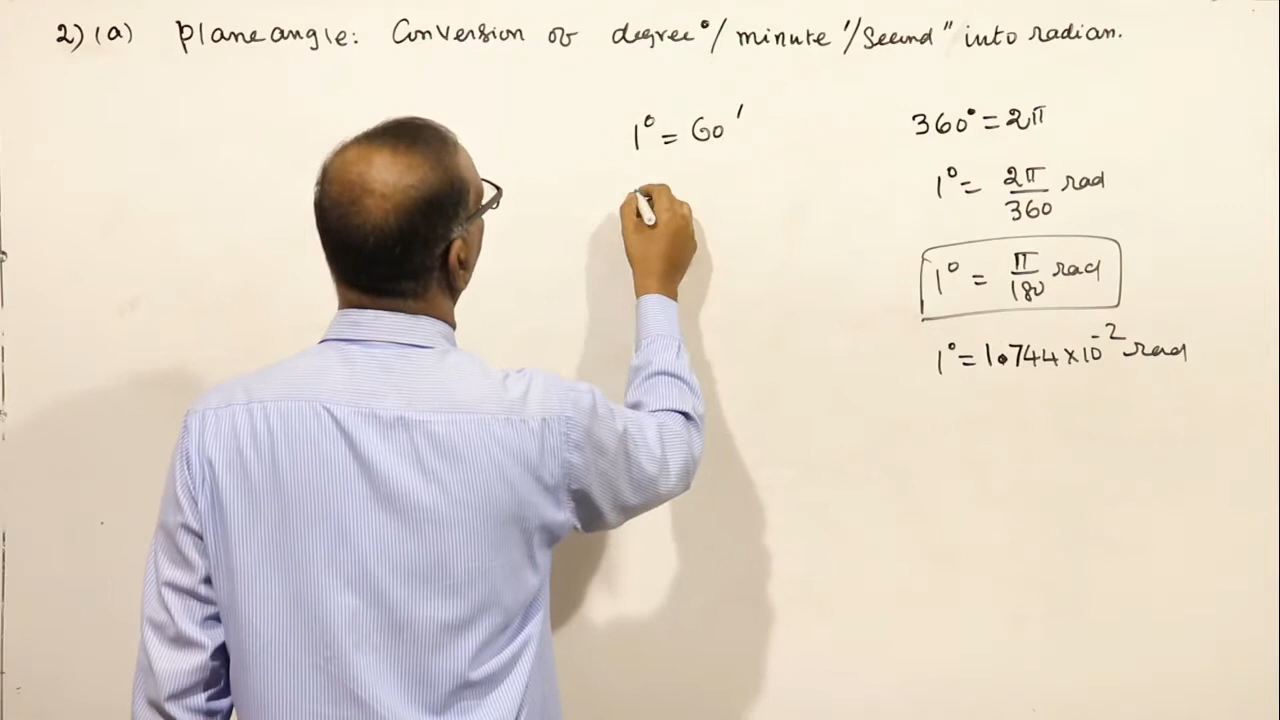 2) (a) plane angle: Conversion of degree°/ minute '/Second" into radian.
1° = 60'
360° = 2π
1° = 2π/360 rad
1° = π/180 rad
1° = 1.744×10⁻² rad